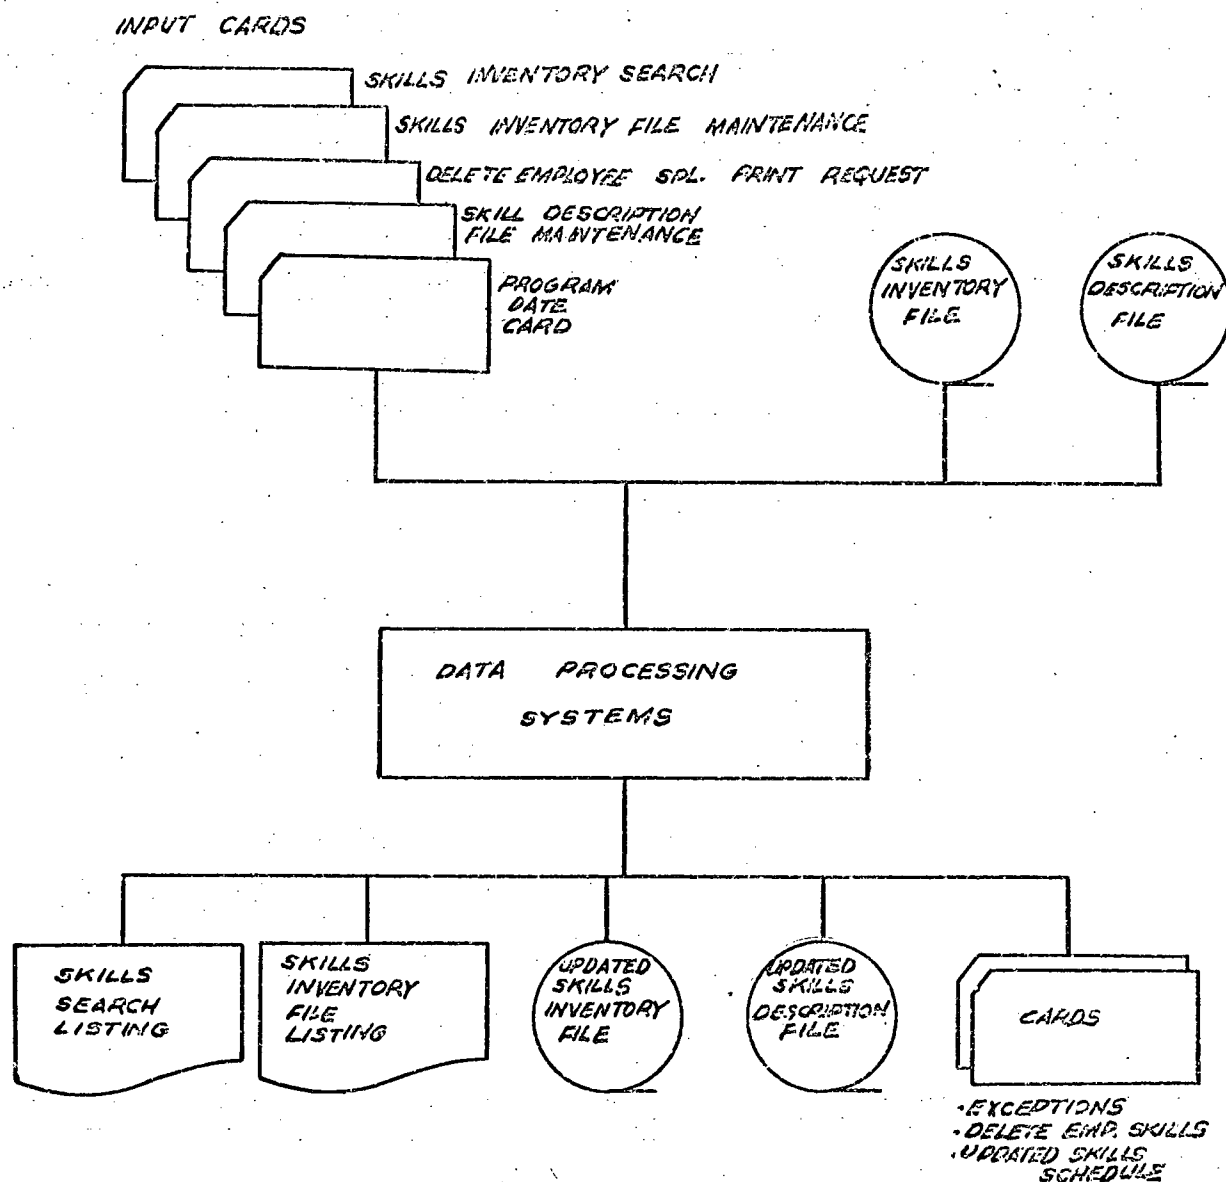 INPUT CARDS
SKILLS INVENTORY SEARCH
SKILLS INVENTORY FILE MAINTENANCE
DELETE EMPLOYEE SPL. PRINT REQUEST
SKILL DESCRIPTION
FILE MAINTENANCE
PROGRAM
DATE
CARD
SKILLS
INVENTORY
FILE
SKILLS
DESCRIPTION
FILE
DATA PROCESSING
SYSTEMS
SKILLS
SEARCH
LISTING
SKILLS
INVENTORY
FILE
LISTING
UPDATED
SKILLS
INVENTORY
FILE
UPDATED
SKILLS
DESCRIPTION
FILE
CARDS
• EXCEPTIONS
• DELETE EMP. SKILLS
• UPDATED SKILLS
SCHEDULE